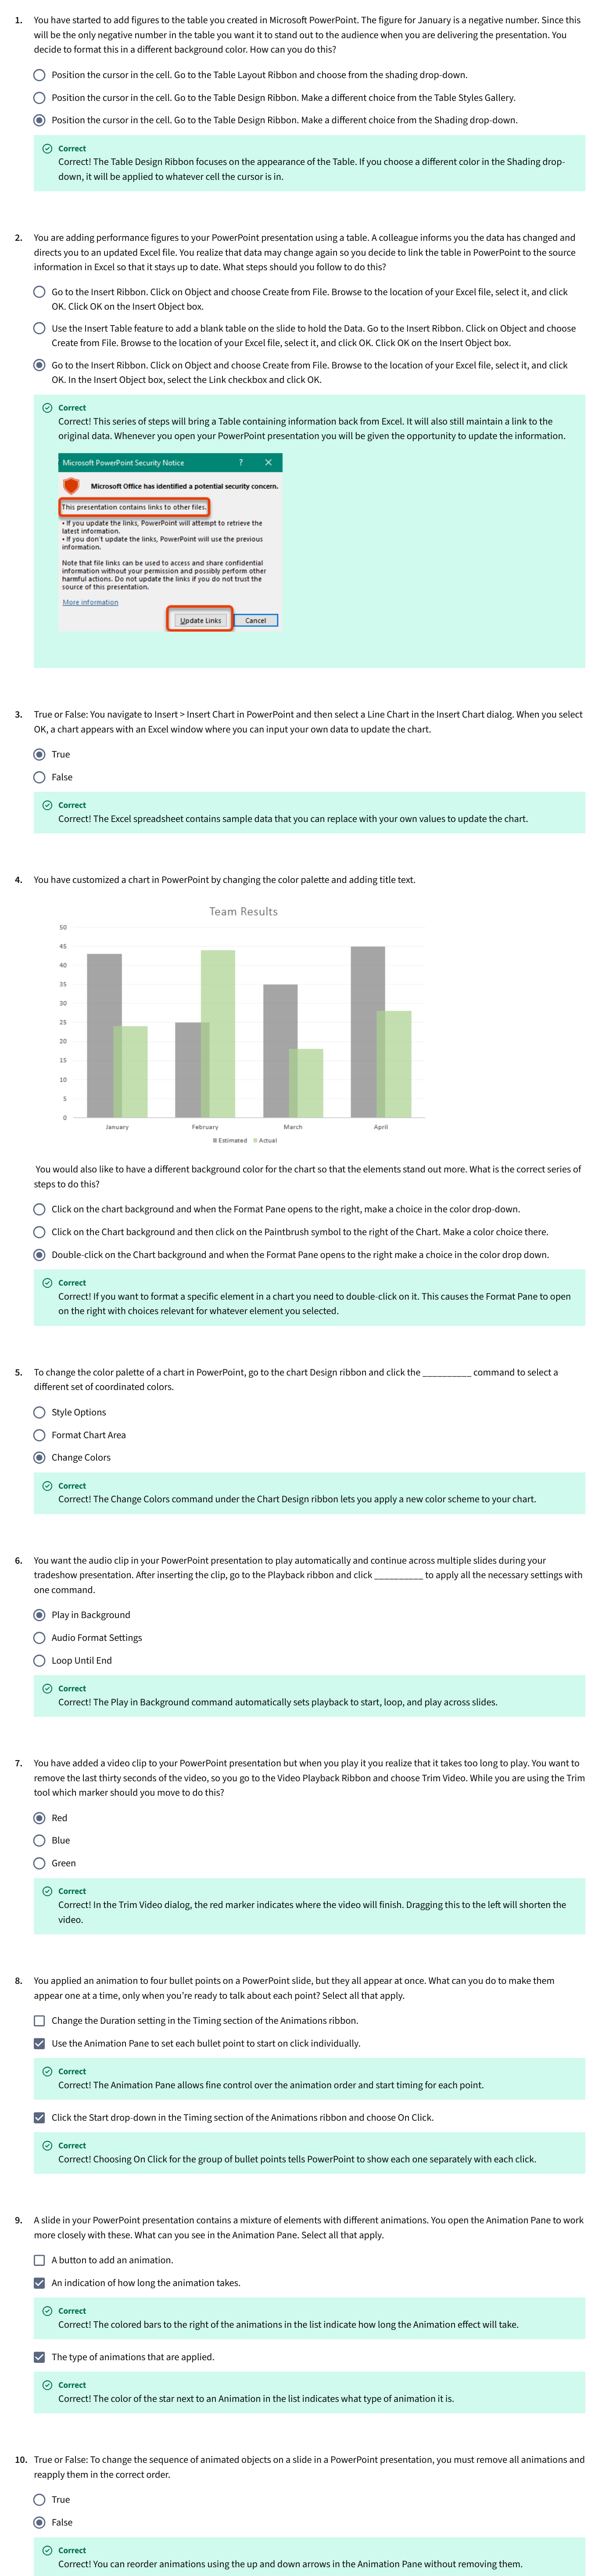 1. You have started to add figures to the table you created in Microsoft PowerPoint. The figure for January is a negative number. Since this
will be the only negative number in the table you want it to stand out to the audience when you are delivering the presentation. You
decide to format this in a different background color. How can you do this?
Position the cursor in the cell. Go to the Table Layout Ribbon and choose from the shading drop-down.
Position the cursor in the cell. Go to the Table Design Ribbon. Make a different choice from the Table Styles Gallery.
Position the cursor in the cell. Go to the Table Design Ribbon. Make a different choice from the Shading drop-down.
Correct
Correct! The Table Design Ribbon focuses on the appearance of the Table. If you choose a different color in the Shading drop-
down, it will be applied to whatever cell the cursor is in.
2. You are adding performance figures to your PowerPoint presentation using a table. A colleague informs you the data has changed and
directs you to an updated Excel file. You realize that data may change again so you decide to link the table in PowerPoint to the source
information in Excel so that it stays up to date. What steps should you follow to do this?
Go to the Insert Ribbon. Click on Object and choose Create from File. Browse to the location of your Excel file, select it, and click
OK. Click OK on the Insert Object box.
Use the Insert Table feature to add a blank table on the slide to hold the Data. Go to the Insert Ribbon. Click on Object and choose
Create from File. Browse to the location of your Excel file, select it, and click OK. Click OK on the Insert Object box.
Go to the Insert Ribbon. Click on Object and choose Create from File. Browse to the location of your Excel file, select it, and click
OK. In the Insert Object box, select the Link checkbox and click OK.
Correct
Correct! This series of steps will bring a Table containing information back from Excel. It will also still maintain a link to the
original data. Whenever you open your PowerPoint presentation you will be given the opportunity to update the information.
Microsoft PowerPoint Security Notice ? ×
Microsoft Office has identified a potential security concern.
This presentation contains links to other files.
• If you update the links, PowerPoint will attempt to retrieve the
latest information.
• If you don't update the links, PowerPoint will use the previous
information.
Note that file links can be used to access and share confidential
information without your permission and possibly perform other
harmful actions. Do not update the links if you do not trust the
source of this presentation.
More information
Update Links Cancel
3. True or False: You navigate to Insert > Insert Chart in PowerPoint and then select a Line Chart in the Insert Chart dialog. When you select
OK, a chart appears with an Excel window where you can input your own data to update the chart.
True
False
Correct
Correct! The Excel spreadsheet contains sample data that you can replace with your own values to update the chart.
4. You have customized a chart in PowerPoint by changing the color palette and adding title text.
Team Results
50
45
40
35
30
25
20
15
10
5
0
January February March April
Estimated Actual
You would also like to have a different background color for the chart so that the elements stand out more. What is the correct series of
steps to do this?
Click on the chart background and when the Format Pane opens to the right, make a choice in the color drop-down.
Click on the Chart background and then click on the Paintbrush symbol to the right of the Chart. Make a color choice there.
Double-click on the Chart background and when the Format Pane opens to the right make a choice in the color drop down.
Correct
Correct! If you want to format a specific element in a chart you need to double-click on it. This causes the Format Pane to open
on the right with choices relevant for whatever element you selected.
5. To change the color palette of a chart in PowerPoint, go to the chart Design ribbon and click the __________ command to select a
different set of coordinated colors.
Style Options
Format Chart Area
Change Colors
Correct
Correct! The Change Colors command under the Chart Design ribbon lets you apply a new color scheme to your chart.
6. You want the audio clip in your PowerPoint presentation to play automatically and continue across multiple slides during your
tradeshow presentation. After inserting the clip, go to the Playback ribbon and click __________ to apply all the necessary settings with
one command.
Play in Background
Audio Format Settings
Loop Until End
Correct
Correct! The Play in Background command automatically sets playback to start, loop, and play across slides.
7. You have added a video clip to your PowerPoint presentation but when you play it you realize that it takes too long to play. You want to
remove the last thirty seconds of the video, so you go to the Video Playback Ribbon and choose Trim Video. While you are using the Trim
tool which marker should you move to do this?
Red
Blue
Green
Correct
Correct! In the Trim Video dialog, the red marker indicates where the video will finish. Dragging this to the left will shorten the
video.
8. You applied an animation to four bullet points on a PowerPoint slide, but they all appear at once. What can you do to make them
appear one at a time, only when you're ready to talk about each point? Select all that apply.
Change the Duration setting in the Timing section of the Animations ribbon.
Use the Animation Pane to set each bullet point to start on click individually.
Correct
Correct! The Animation Pane allows fine control over the animation order and start timing for each point.
Click the Start drop-down in the Timing section of the Animations ribbon and choose On Click.
Correct
Correct! Choosing On Click for the group of bullet points tells PowerPoint to show each one separately with each click.
9. A slide in your PowerPoint presentation contains a mixture of elements with different animations. You open the Animation Pane to work
more closely with these. What can you see in the Animation Pane. Select all that apply.
A button to add an animation.
An indication of how long the animation takes.
Correct
Correct! The colored bars to the right of the animations in the list indicate how long the Animation effect will take.
The type of animations that are applied.
Correct
Correct! The color of the star next to an Animation in the list indicates what type of animation it is.
10. True or False: To change the sequence of animated objects on a slide in a PowerPoint presentation, you must remove all animations and
reapply them in the correct order.
True
False
Correct
Correct! You can reorder animations using the up and down arrows in the Animation Pane without removing them.